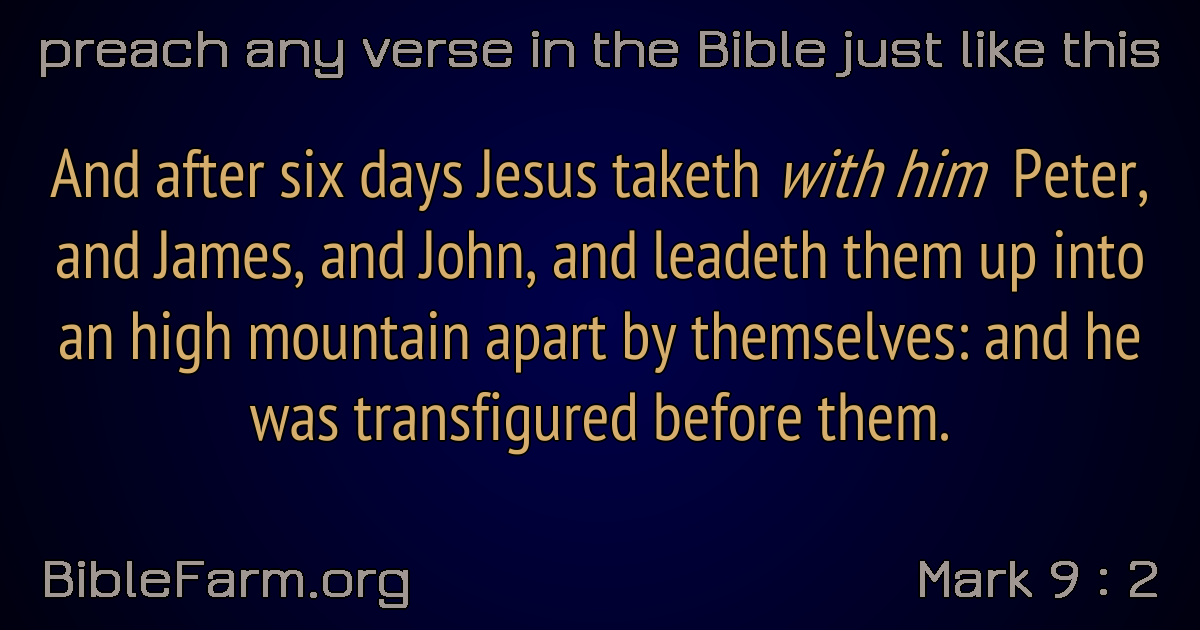 preach any verse in the Bible just like this
And after six days Jesus taketh with him Peter,
and James, and John, and leadeth them up into
an high mountain apart by themselves: and he
was transfigured before them.
BibleFarm.org
Mark 9 : 2